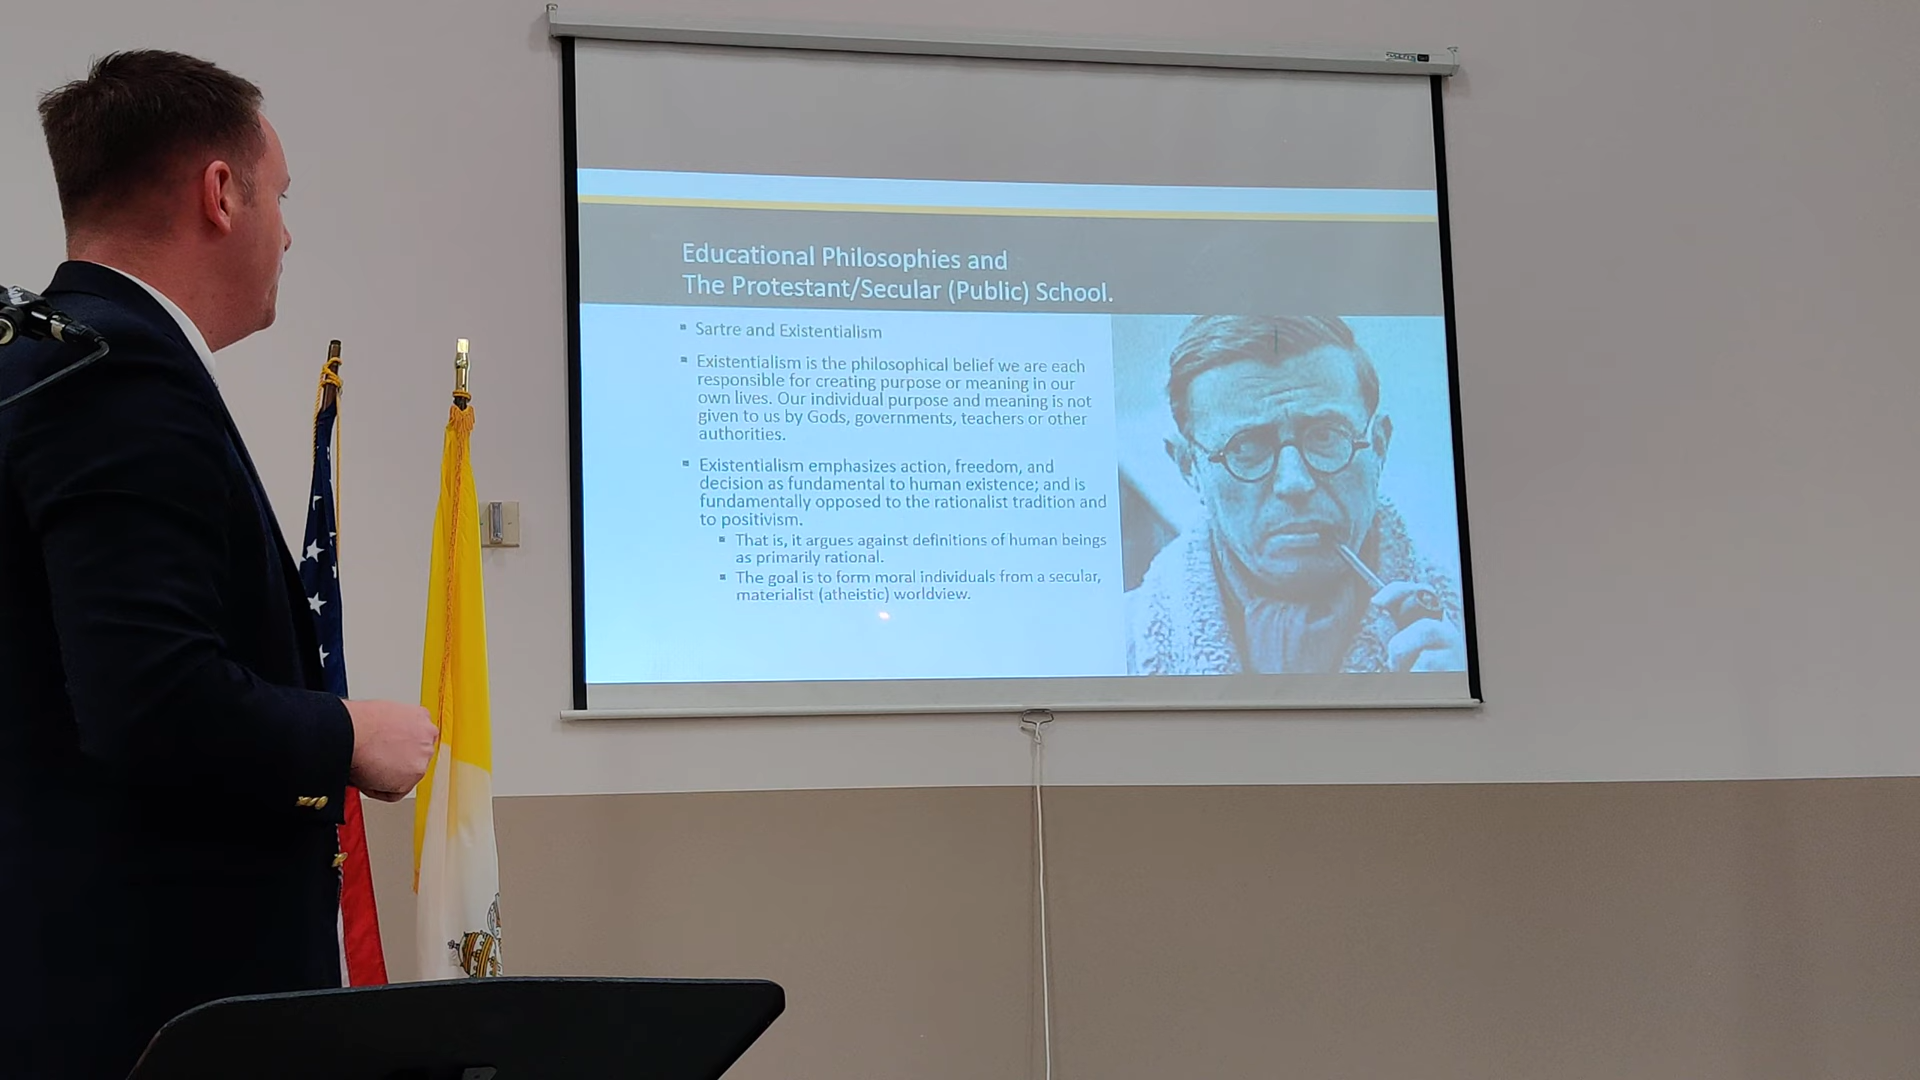 Educational Philosophies and
The Protestant/Secular (Public) School.
Sartre and Existentialism
Existentialism is the philosophical belief we are each
responsible for creating purpose or meaning in our
own lives. Our individual purpose and meaning is not
given to us by Gods, governments, teachers or other
authorities.
Existentialism emphasizes action, freedom, and
decision as fundamental to human existence; and is
fundamentally opposed to the rationalist tradition and
to positivism.
That is, it argues against definitions of human beings
as primarily rational.
The goal is to form moral individuals from a secular,
materialist (atheistic) worldview.